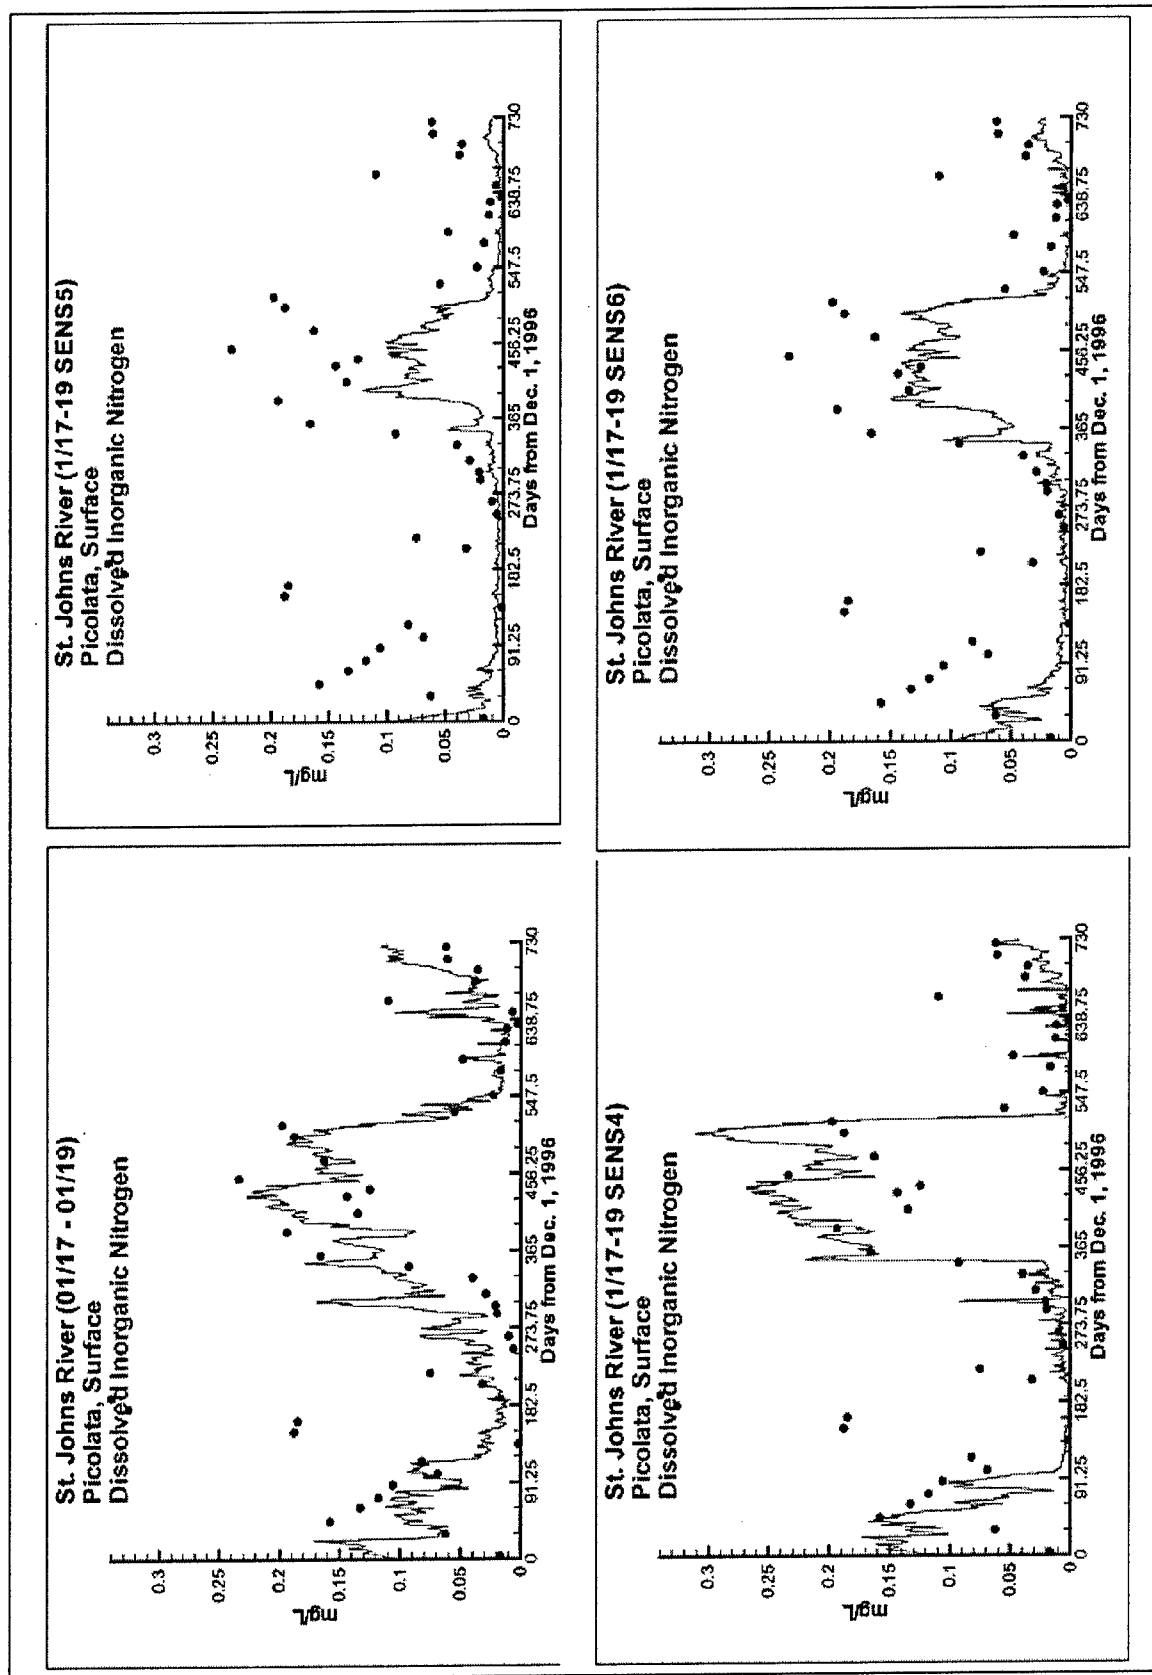 St. Johns River (01/17 - 01/19)
Picolata, Surface
Dissolved Inorganic Nitrogen
mg/L
0.3
0.25
0.2
0.15
0.1
0.05
0
0 91.25 182.5 273.75 365 456.25 547.5 638.75 730
Days from Dec. 1, 1996
St. Johns River (1/17-19 SENS5)
Picolata, Surface
Dissolved Inorganic Nitrogen
mg/L
0.3
0.25
0.2
0.15
0.1
0.05
0
0 91.25 182.5 273.75 365 456.25 547.5 638.75 730
Days from Dec. 1, 1996
St. Johns River (1/17-19 SENS4)
Picolata, Surface
Dissolved Inorganic Nitrogen
mg/L
0.3
0.25
0.2
0.15
0.1
0.05
0
0 91.25 182.5 273.75 365 456.25 547.5 638.75 730
Days from Dec. 1, 1996
St. Johns River (1/17-19 SENS6)
Picolata, Surface
Dissolved Inorganic Nitrogen
mg/L
0.3
0.25
0.2
0.15
0.1
0.05
0
0 91.25 182.5 273.75 365 456.25 547.5 638.75 730
Days from Dec. 1, 1996